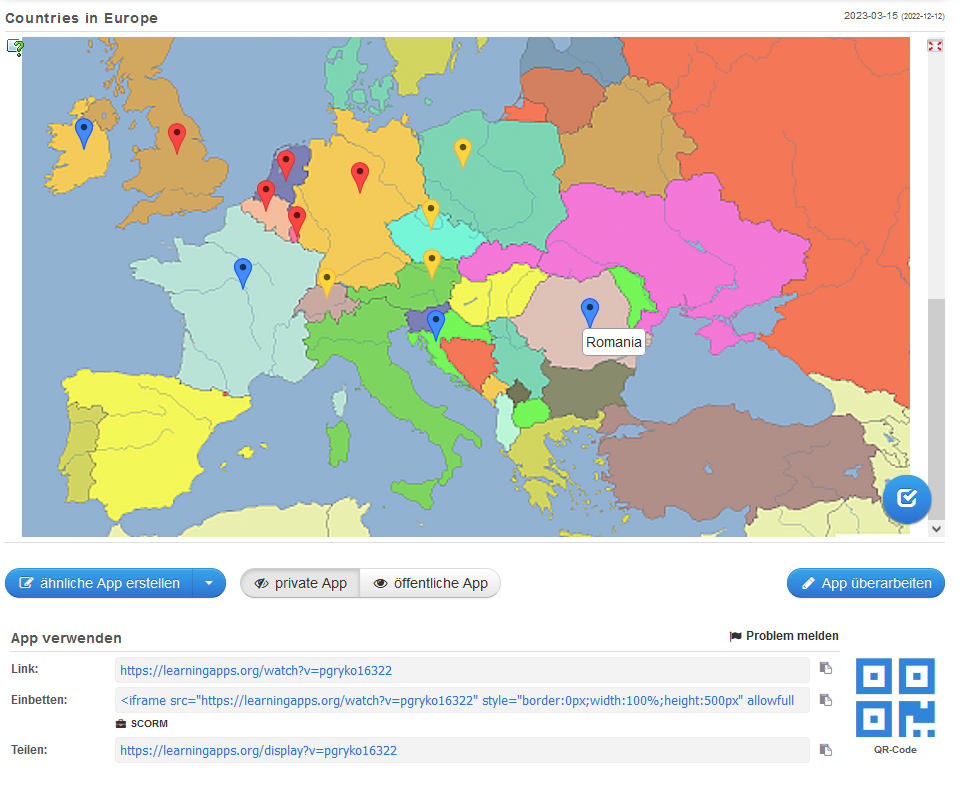 Countries in Europe
2023-03-15 (2022-12-12)
Romania
ähnliche App erstellen
private App
öffentliche App
App überarbeiten
App verwenden
Problem melden
Link:
https://learningapps.org/watch?v=pgryko16322
Einbetten:
<iframe src="https://learningapps.org/watch?v=pgryko16322" style="border:0px;width:100%;height:500px" allowfull
SCORM
Teilen:
https://learningapps.org/display?v=pgryko16322
QR-Code